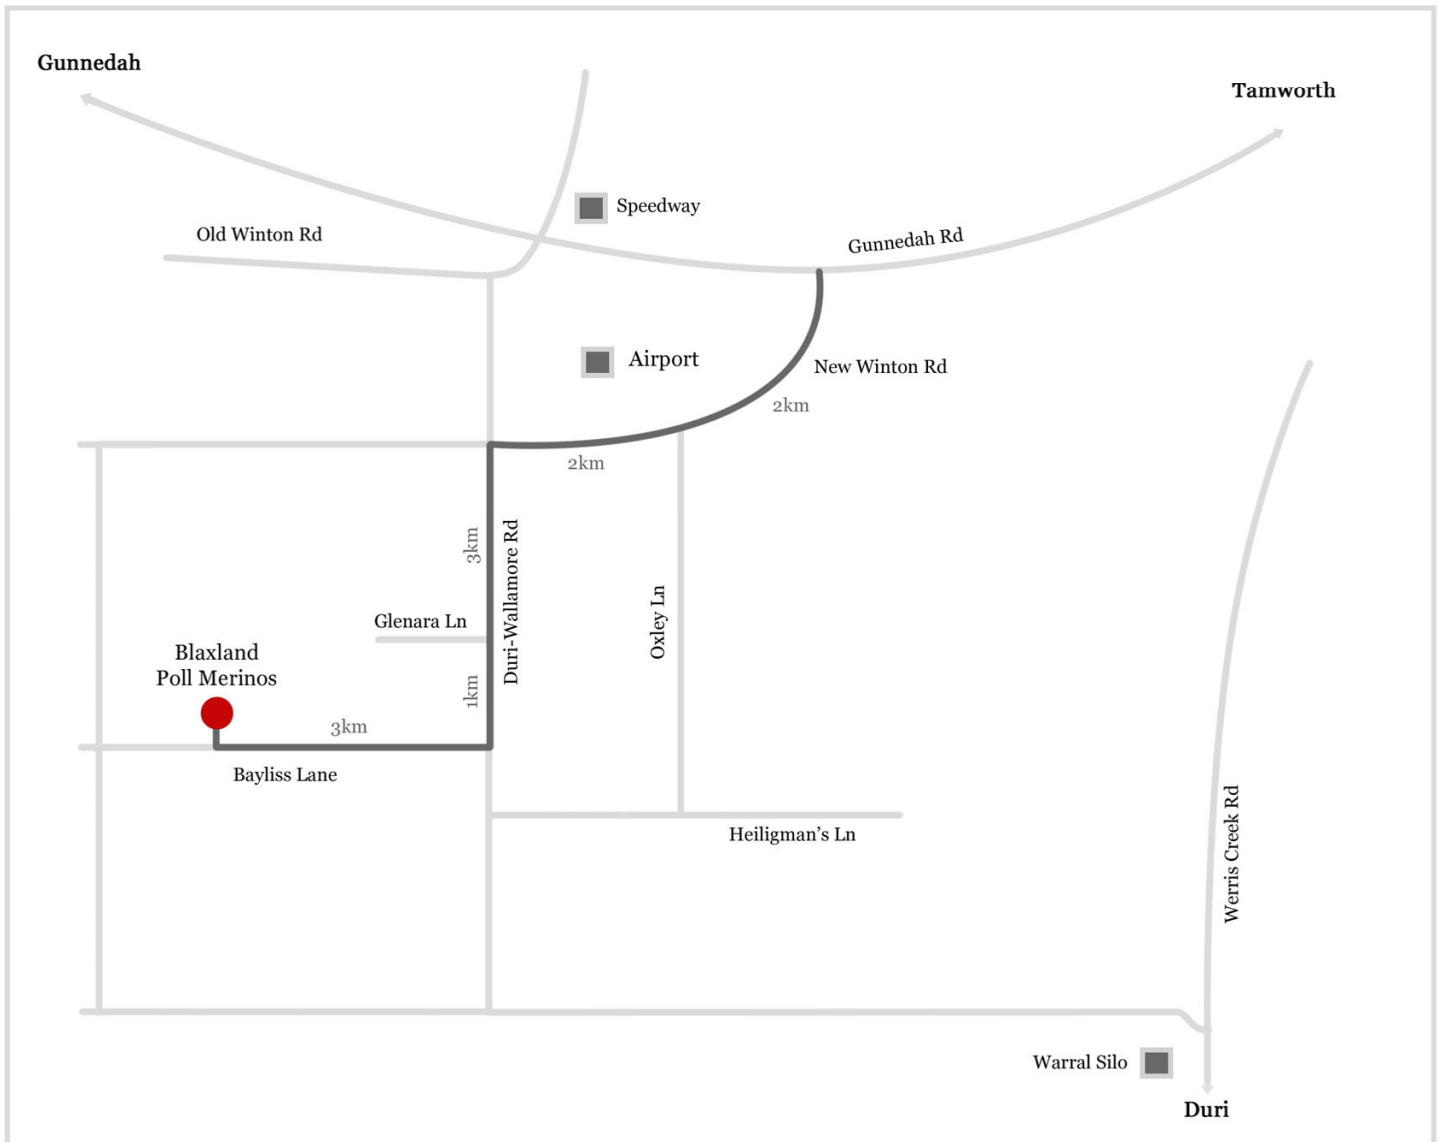 Gunnedah
Tamworth
Speedway
Old Winton Rd
Gunnedah Rd
Airport
New Winton Rd
2km
2km
3km
Duri-Wallamore Rd
Oxley Ln
Glenara Ln
Blaxland
Poll Merinos
1km
3km
Bayliss Lane
Heiligman's Ln
Werris Creek Rd
Warral Silo
Duri